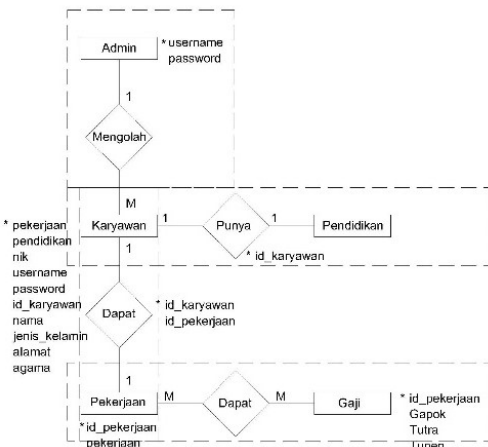 Admin
* username
password
1
Mengolah
M
Karyawan
1
Punya
1
Pendidikan
* id_karyawan
* pekerjaan
pendidikan
nik
username
password
id_karyawan
nama
jenis_kelamin
alamat
agama
1
Dapat
* id_karyawan
id_pekerjaan
1
Pekerjaan
M
Dapat
M
Gaji
* id_pekerjaan
pekerjaan
* id_pekerjaan
Gapok
Tutra